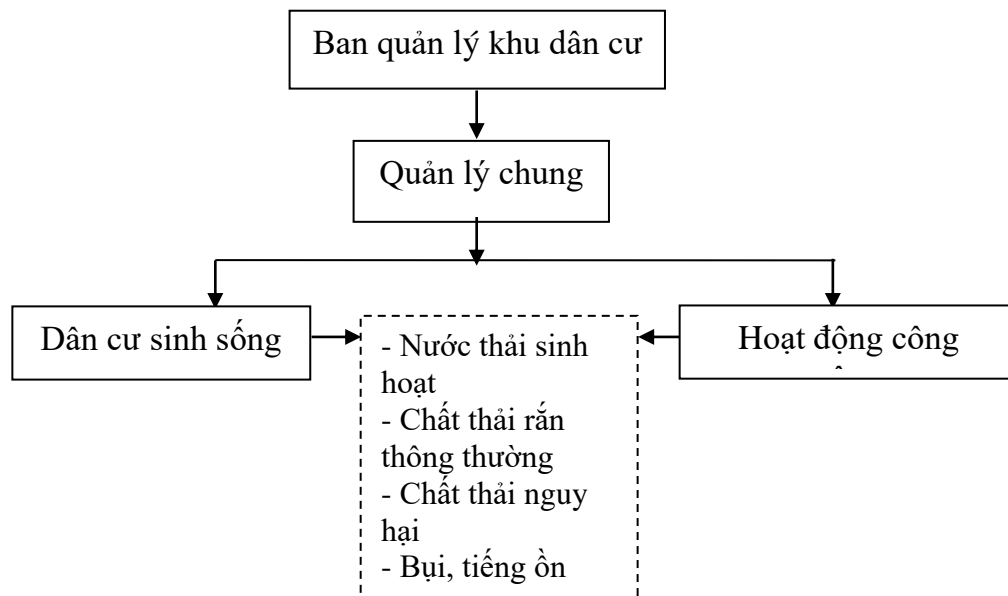 Ban quản lý khu dân cư
Quản lý chung
Dân cư sinh sống
- Nước thải sinh
hoạt
- Chất thải rắn
thông thường
- Chất thải nguy
hại
- Bụi, tiếng ồn
Hoạt động công